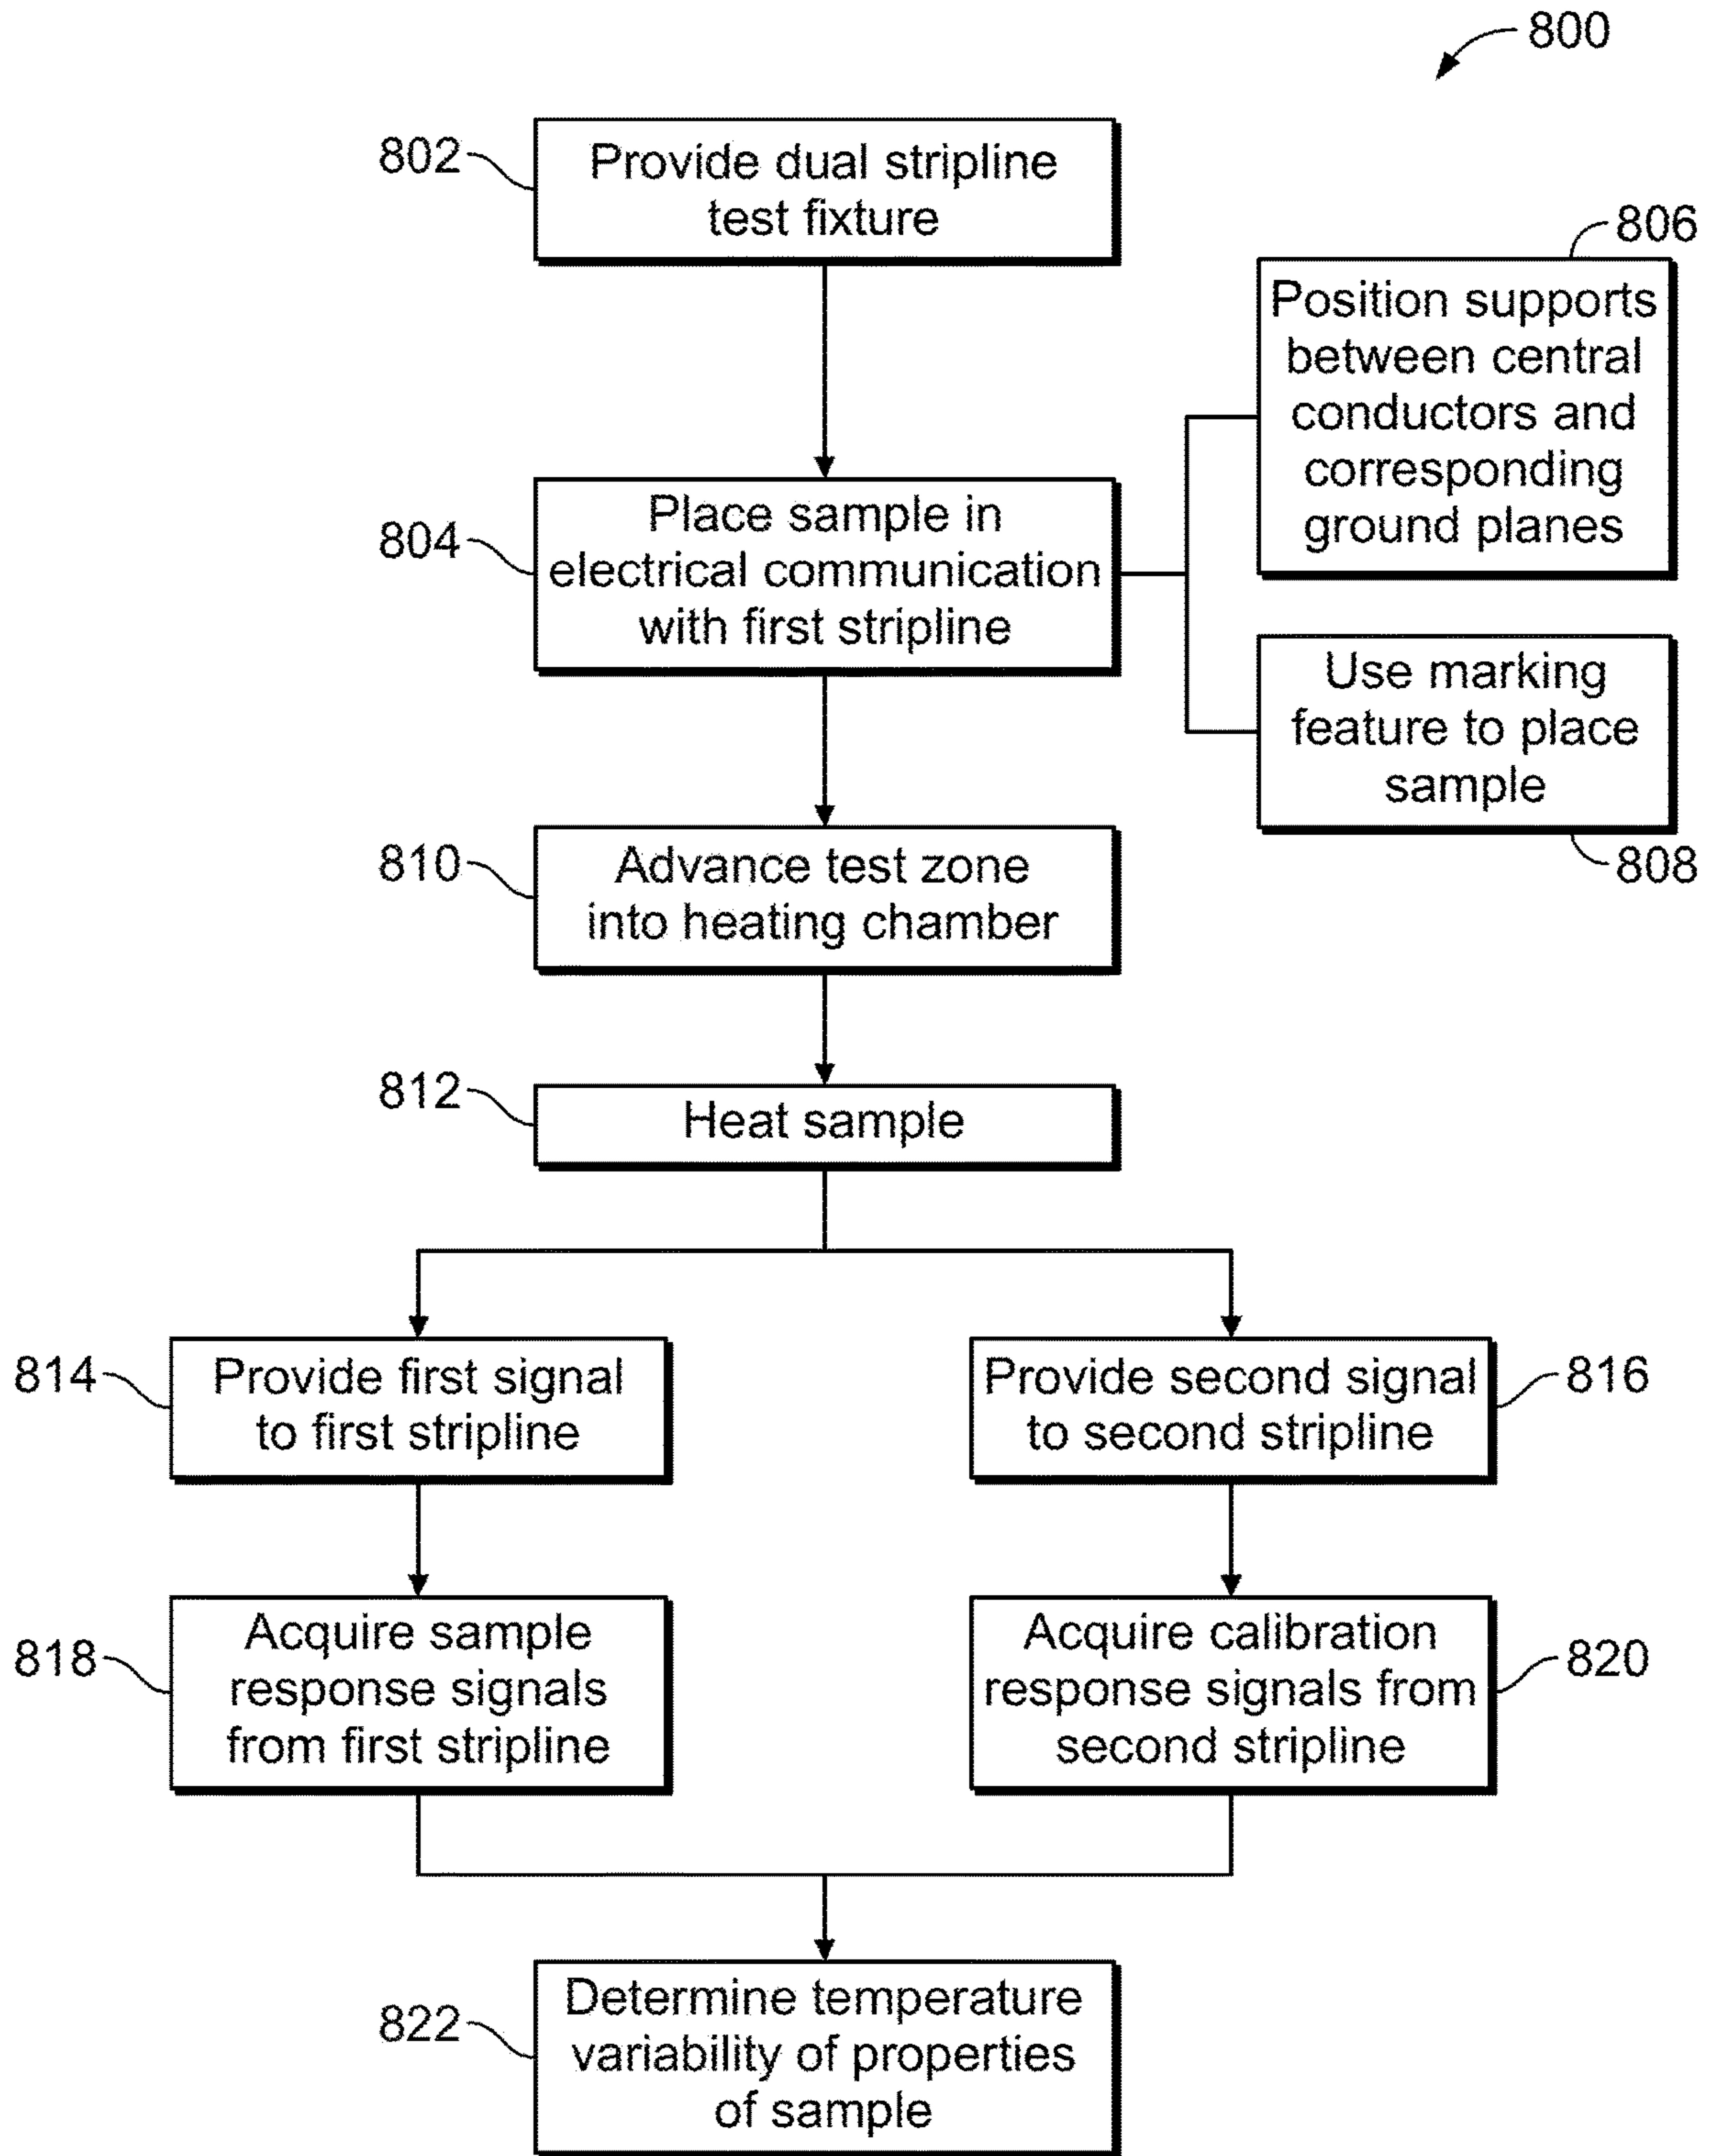 800
802
Provide dual stripline
test fixture
806
Position supports
between central
conductors and
corresponding
ground planes
804
Place sample in
electrical communication
with first stripline
Use marking
feature to place
sample
808
810
Advance test zone
into heating chamber
812
Heat sample
814
Provide first signal
to first stripline
Provide second signal
to second stripline
816
818
Acquire sample
response signals
from first stripline
Acquire calibration
response signals from
second stripline
820
822
Determine temperature
variability of properties
of sample